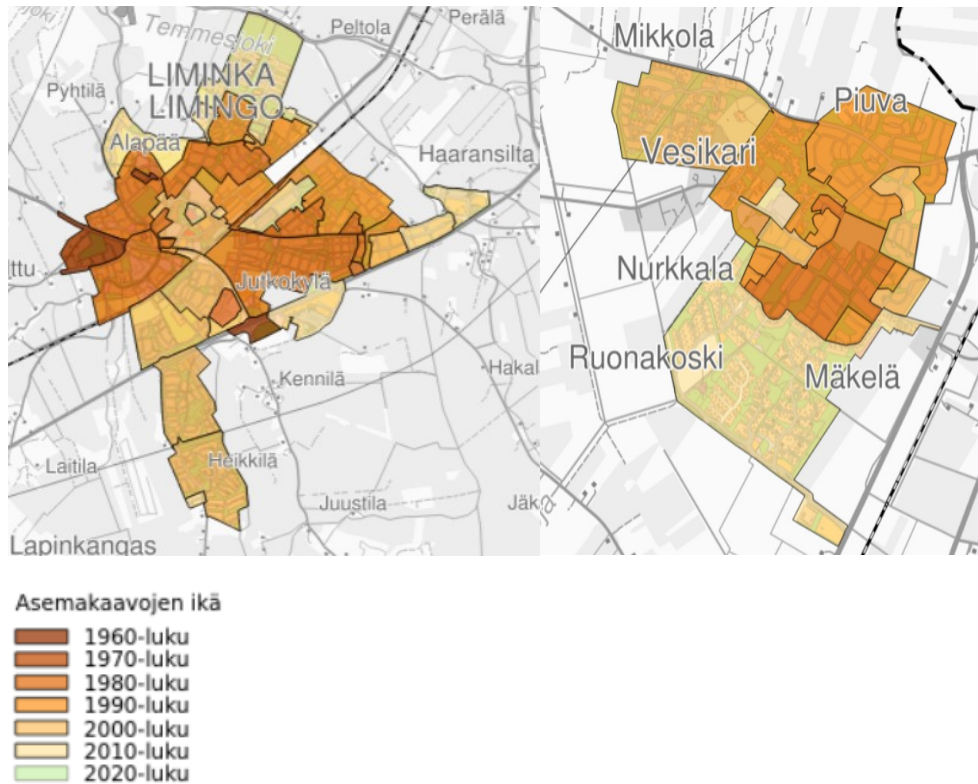 Temmesjoki
Peltola
Perälä
LIMINKA
LIMINGO
Pyhtilä
Alapää
Haaransilta
Jutkokylä
Kennilä
Hakal
Laitila
Heikkilä
Juustila
Jäk
Lapinkangas
Mikkola
Piuva
Vesikari
Nurkkala
Ruonakoski
Mäkelä
Asemakaavojen ikä
1960-luku
1970-luku
1980-luku
1990-luku
2000-luku
2010-luku
2020-luku